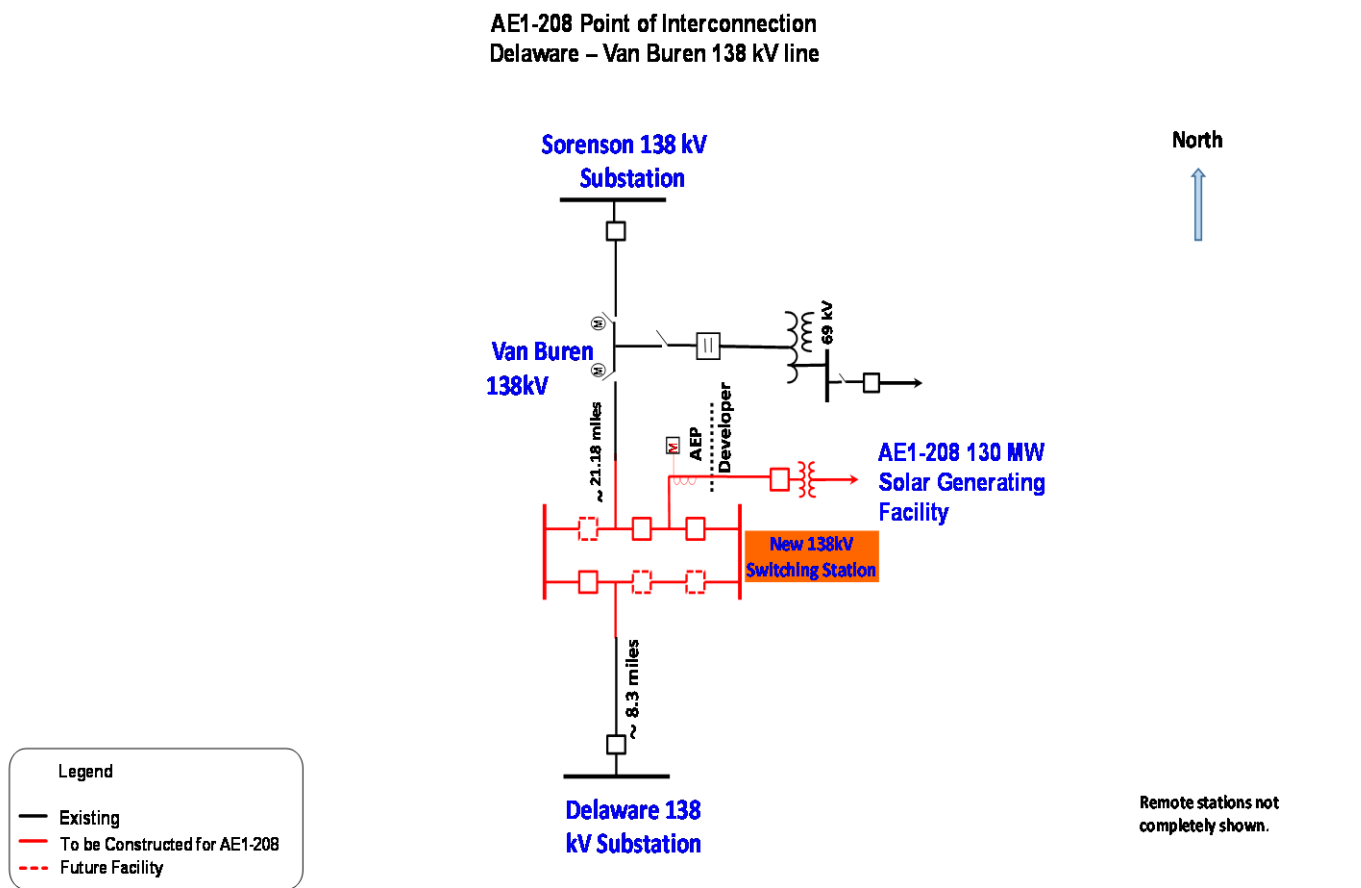 AE1-208 Point of Interconnection
Delaware – Van Buren 138 kV line
Sorenson 138 kV
Substation
North
M
69 kV
Van Buren
138kV
M
~ 21.18 miles
M
AEP
Developer
AE1-208 130 MW
Solar Generating
Facility
New 138kV
Switching Station
~ 8.3 miles
Legend
Existing
To be Constructed for AE1-208
Future Facility
Delaware 138
kV Substation
Remote stations not
completely shown.